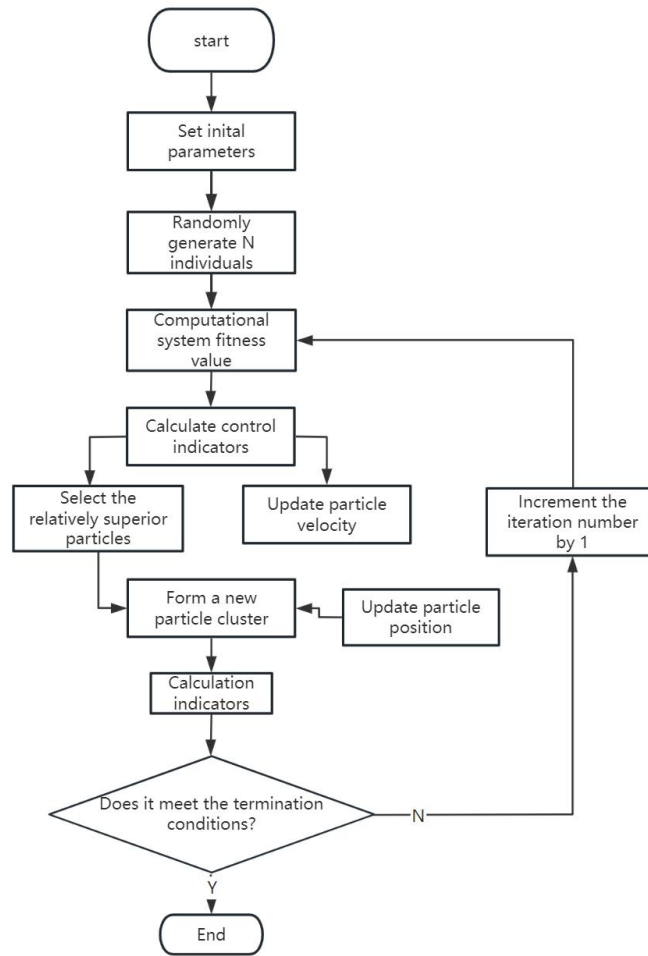 start
Set inital
parameters
Randomly
generate N
individuals
Computational
system fitness
value
Calculate control
indicators
Select the
relatively superior
particles
Update particle
velocity
Increment the
iteration number
by 1
Form a new
particle cluster
Update particle
position
Calculation
indicators
Does it meet the termination
conditions?
N
Y
End